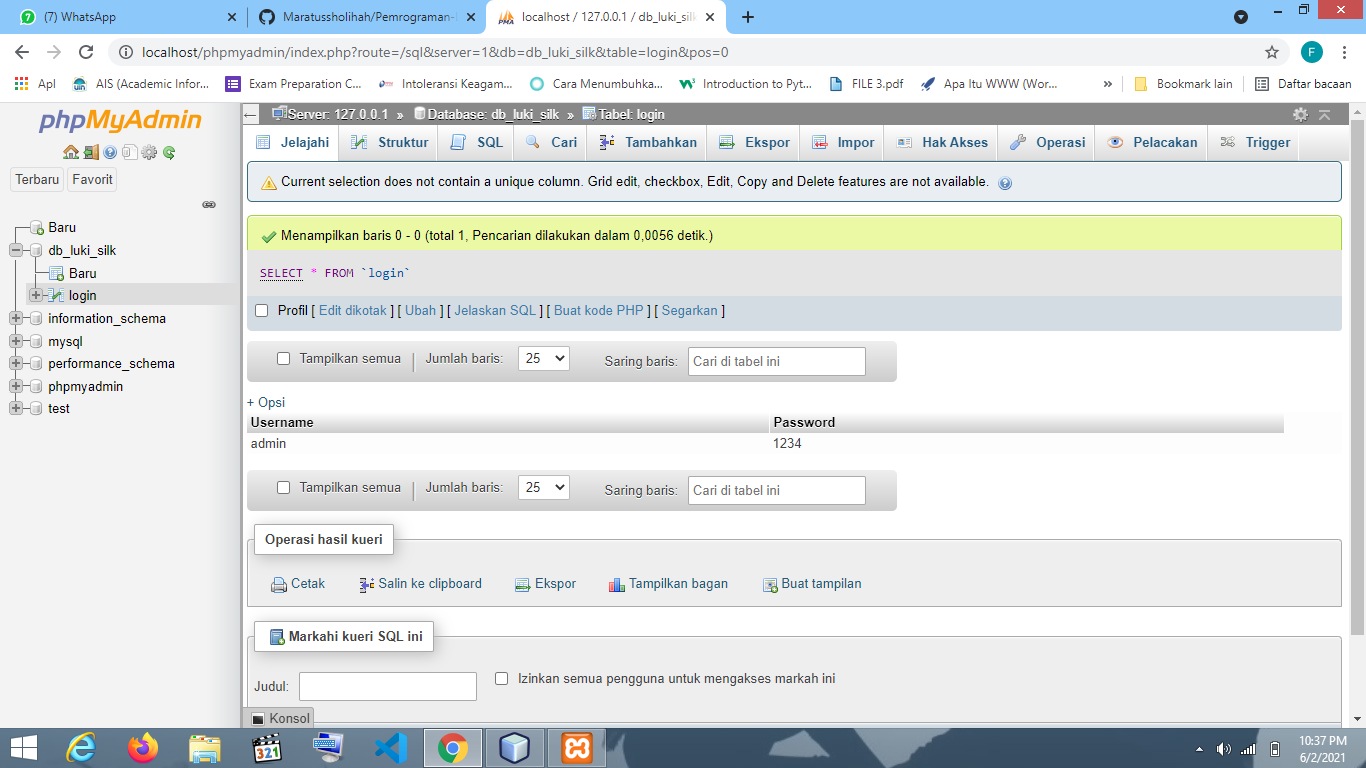 (7) WhatsApp
Maratussholihah/Pemrograman-
localhost / 127.0.0.1 / db_luki_silk
localhost/phpmyadmin/index.php?route=/sql&server=1&db=db_luki_silk&table=login&pos=0
F
Apl
AIS (Academic Infor...
Exam Preparation C...
Intoleransi Keagam...
Cara Menumbuhka...
Introduction to Pyt...
FILE 3.pdf
Apa Itu WWW (Wor...
»
Bookmark lain
Daftar bacaan
phpMyAdmin
Terbaru
Favorit
Baru
db_luki_silk
Baru
login
information_schema
mysql
performance_schema
phpmyadmin
test
Server: 127.0.0.1 » Database: db_luki_silk » Tabel: login
Jelajahi
Struktur
SQL
Cari
Tambahkan
Ekspor
Impor
Hak Akses
Operasi
Pelacakan
Trigger
Current selection does not contain a unique column. Grid edit, checkbox, Edit, Copy and Delete features are not available.
Menampilkan baris 0 - 0 (total 1, Pencarian dilakukan dalam 0,0056 detik.)
SELECT * FROM `login`
Profil [ Edit dikotak ] [ Ubah ] [ Jelaskan SQL ] [ Buat kode PHP ] [ Segarkan ]
Tampilkan semua | Jumlah baris: 25 Saring baris: Cari di tabel ini
+ Opsi
Username Password
admin 1234
Tampilkan semua | Jumlah baris: 25 Saring baris: Cari di tabel ini
Operasi hasil kueri
Cetak
Salin ke clipboard
Ekspor
Tampilkan bagan
Buat tampilan
Markahi kueri SQL ini
Judul:
Izinkan semua pengguna untuk mengakses markah ini
Konsol
321
10:37 PM
6/2/2021